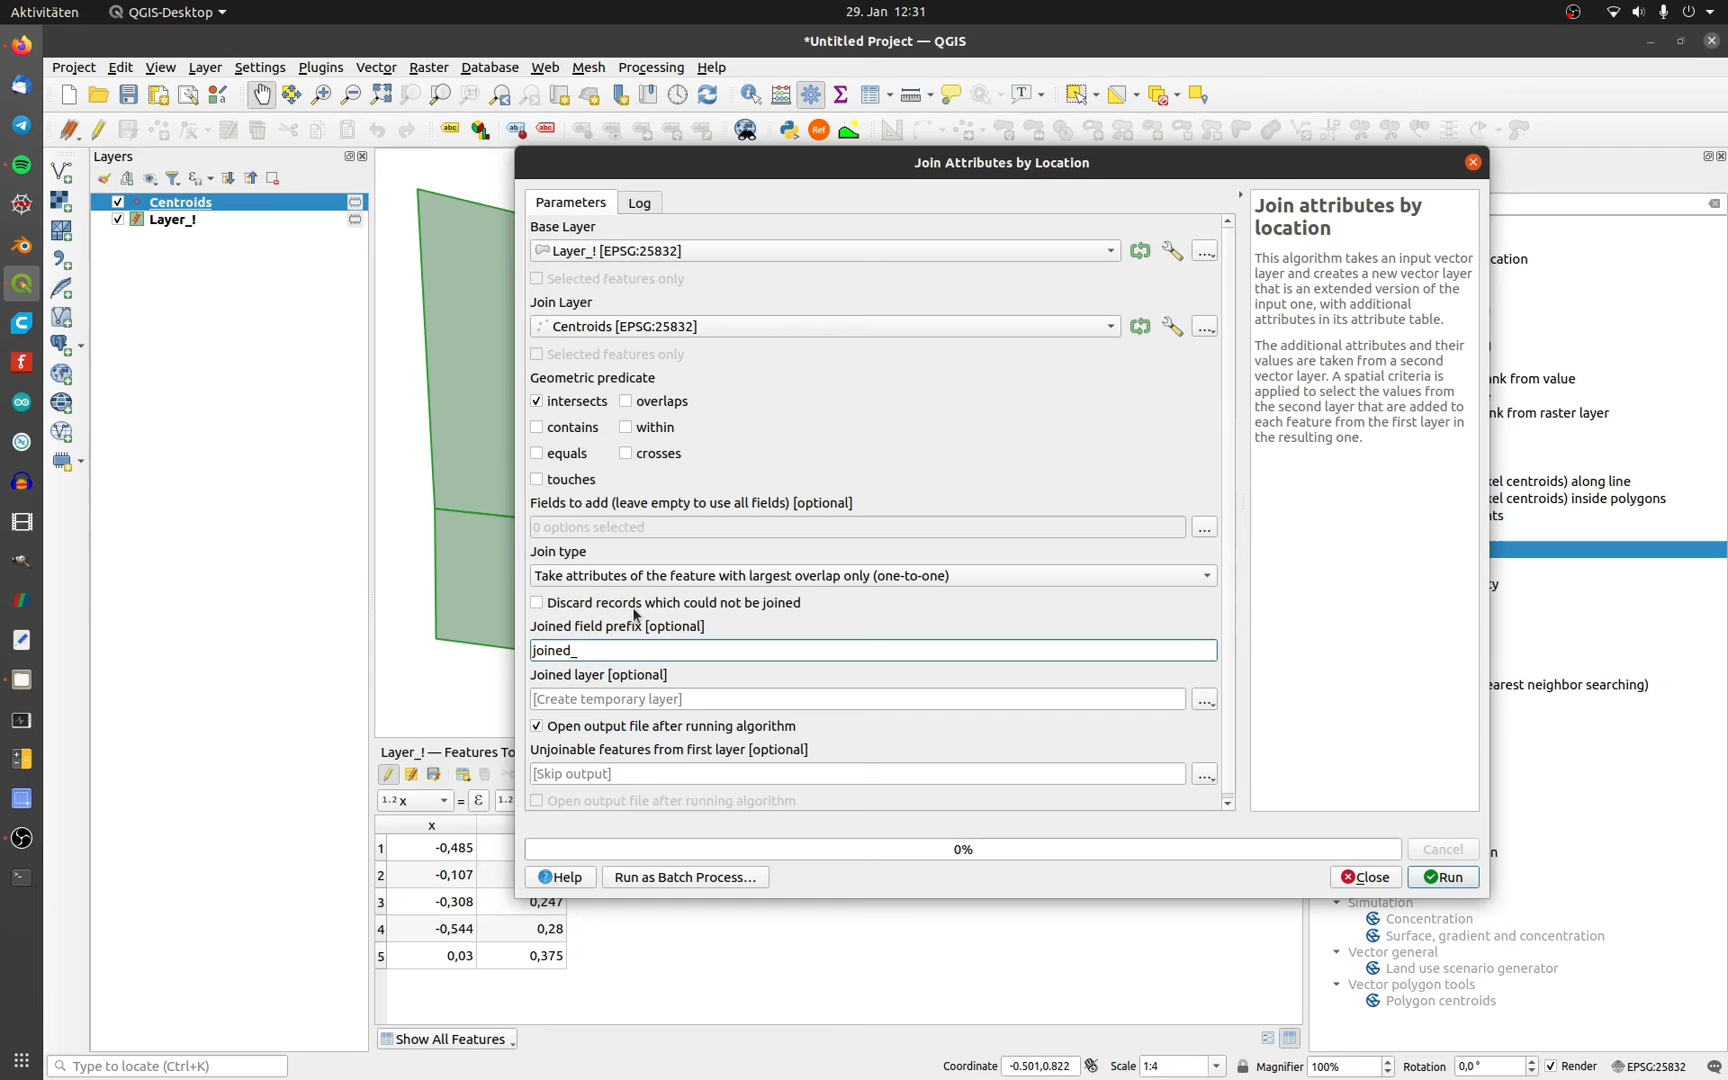 Aktivitäten QGIS-Desktop 29. Jan 12:31
*Untitled Project — QGIS
Project Edit View Layer Settings Plugins Vector Raster Database Web Mesh Processing Help
Layers
Centroids
Layer_!
Join Attributes by Location
Parameters Log
Base Layer
Layer_! [EPSG:25832]
Selected features only
Join Layer
Centroids [EPSG:25832]
Selected features only
Geometric predicate
intersects overlaps
contains within
equals crosses
touches
Fields to add (leave empty to use all fields) [optional]
0 options selected
Join type
Take attributes of the feature with largest overlap only (one-to-one)
Discard records which could not be joined
Joined field prefix [optional]
joined_
Joined layer [optional]
[Create temporary layer]
Open output file after running algorithm
Unjoinable features from first layer [optional]
[Skip output]
Open output file after running algorithm
0% Cancel
Help Run as Batch Process… Close Run
Join attributes by
location
This algorithm takes an input vector
layer and creates a new vector layer
that is an extended version of the
input one, with additional
attributes in its attribute table.
The additional attributes and their
values are taken from a second
vector layer. A spatial criteria is
applied to select the values from
the second layer that are added to
each feature from the first layer in
the resulting one.
cation
nk from value
nk from raster layer
el centroids) along line
el centroids) inside polygons
ts
ty
earest neighbor searching)
n
Simulation
Concentration
Surface, gradient and concentration
Vector general
Land use scenario generator
Vector polygon tools
Polygon centroids
Layer_! — Features To
1.2 x = ε 1.2
x
1 -0,485
2 -0,107
3 -0,308 0,247
4 -0,544 0,28
5 0,03 0,375
Show All Features
Type to locate (Ctrl+K) Coordinate -0.501,0.822 Scale 1:4 Magnifier 100% Rotation 0,0 ° Render EPSG:25832